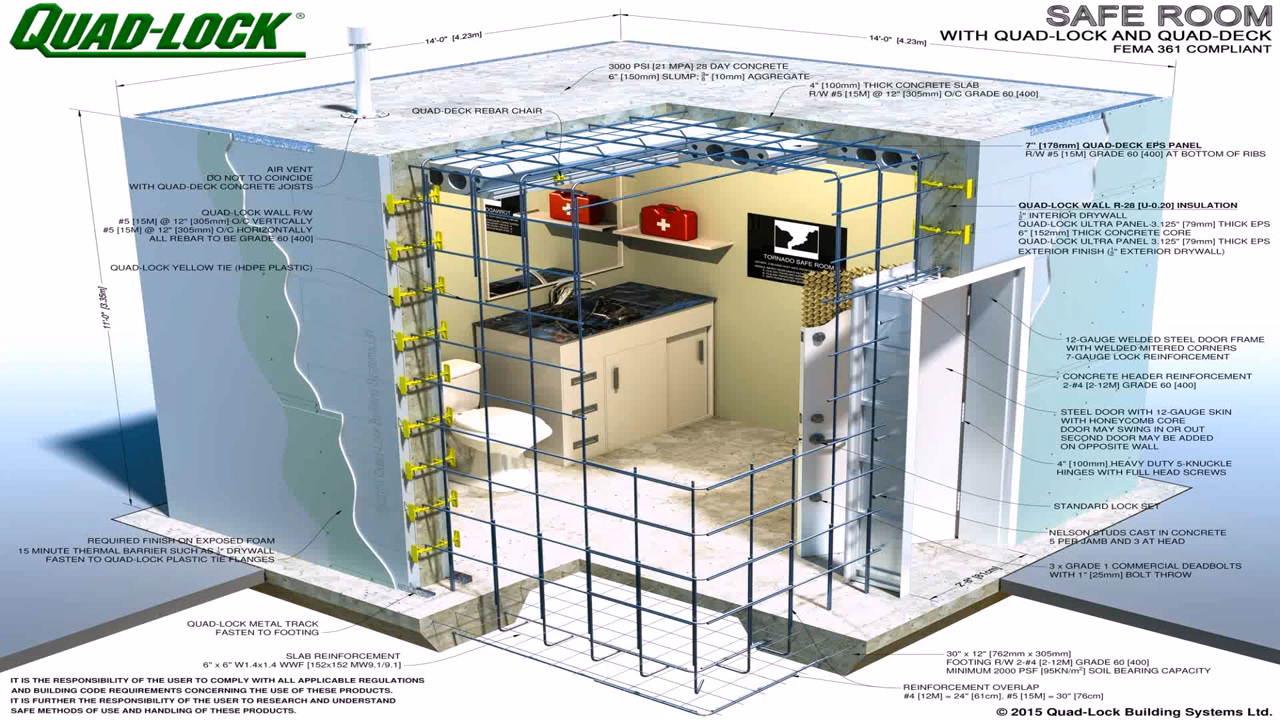 QUAD-LOCK®
SAFE ROOM
WITH QUAD-LOCK AND QUAD-DECK
FEMA 361 COMPLIANT
14'-0" [4.23m]
14'-0" [4.23m]
3000 PSI [21 MPA] 28 DAY CONCRETE
6" [150mm] SLUMP; ⅜" [10mm] AGGREGATE
4" [100mm] THICK CONCRETE SLAB
R/W #5 [15M] @ 12" [305mm] O/C GRADE 60 [400]
QUAD-DECK REBAR CHAIR
7" [178mm] QUAD-DECK EPS PANEL
R/W #5 [15M] GRADE 60 [400] AT BOTTOM OF RIBS
AIR VENT
DO NOT TO COINCIDE
WITH QUAD-DECK CONCRETE JOISTS
QUAD-LOCK WALL R/W
#5 [15M] @ 12" [305mm] O/C VERTICALLY
#5 [15M] @ 12" [305mm] O/C HORIZONTALLY
ALL REBAR TO BE GRADE 60 [400]
QUAD-LOCK WALL R-28 [U-0.20] INSULATION
½" INTERIOR DRYWALL
QUAD-LOCK ULTRA PANEL-3.125" [79mm] THICK EPS
6" [152mm] THICK CONCRETE CORE
QUAD-LOCK ULTRA PANEL-3.125" [79mm] THICK EPS
EXTERIOR FINISH (½" EXTERIOR DRYWALL)
QUAD-LOCK YELLOW TIE (HDPE PLASTIC)
TORNADO SAFE ROOM
11'-0" [3.35m]
12-GAUGE WELDED STEEL DOOR FRAME
WITH WELDED-MITERED CORNERS
7-GAUGE LOCK REINFORCEMENT
CONCRETE HEADER REINFORCEMENT
2-#4 [2-12M] GRADE 60 [400]
STEEL DOOR WITH 12-GAUGE SKIN
WITH HONEYCOMB CORE
DOOR MAY SWING IN OR OUT
SECOND DOOR MAY BE ADDED
ON OPPOSITE WALL
4" [100mm] HEAVY DUTY 5-KNUCKLE
HINGES WITH FULL HEAD SCREWS
STANDARD LOCK SET
NELSON STUDS CAST IN CONCRETE
5 PER JAMB AND 3 AT HEAD
3 x GRADE 1 COMMERCIAL DEADBOLTS
WITH 1" [25mm] BOLT THROW
2'-8" [81cm]
REQUIRED FINISH ON EXPOSED FOAM
15 MINUTE THERMAL BARRIER SUCH AS ½" DRYWALL
FASTEN TO QUAD-LOCK PLASTIC TIE FLANGES
QUAD-LOCK METAL TRACK
FASTEN TO FOOTING
SLAB REINFORCEMENT
6" x 6" W1.4x1.4 WWF [152x152 MW9.1/9.1]
30" x 12" [762mm x 305mm]
FOOTING R/W 2-#4 [2-12M] GRADE 60 [400]
MINIMUM 2000 PSF [95KN/m²] SOIL BEARING CAPACITY
REINFORCEMENT OVERLAP
#4 [12M] = 24" [61cm], #5 [15M] = 30" [76cm]
IT IS THE RESPONSIBILITY OF THE USER TO COMPLY WITH ALL APPLICABLE REGULATIONS
AND BUILDING CODE REQUIREMENTS CONCERNING THE USE OF THESE PRODUCTS.
IT IS FURTHER THE RESPONSIBILITY OF THE USER TO RESEARCH AND UNDERSTAND
SAFE METHODS OF USE AND HANDLING OF THESE PRODUCTS.
© 2015 Quad-Lock Building Systems Ltd.